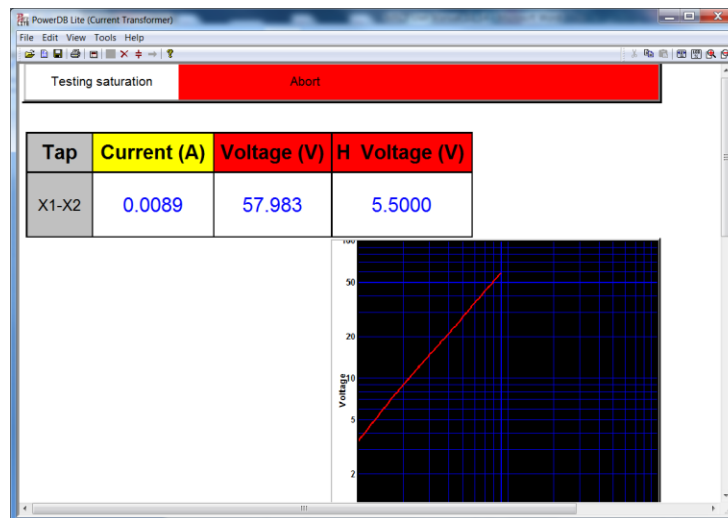 PowerDB Lite (Current Transformer)
File Edit View Tools Help
Testing saturation Abort
Tap Current (A) Voltage (V) H Voltage (V)
X1-X2 0.0089 57.983 5.5000
100
50
20
10
5
2
Voltage